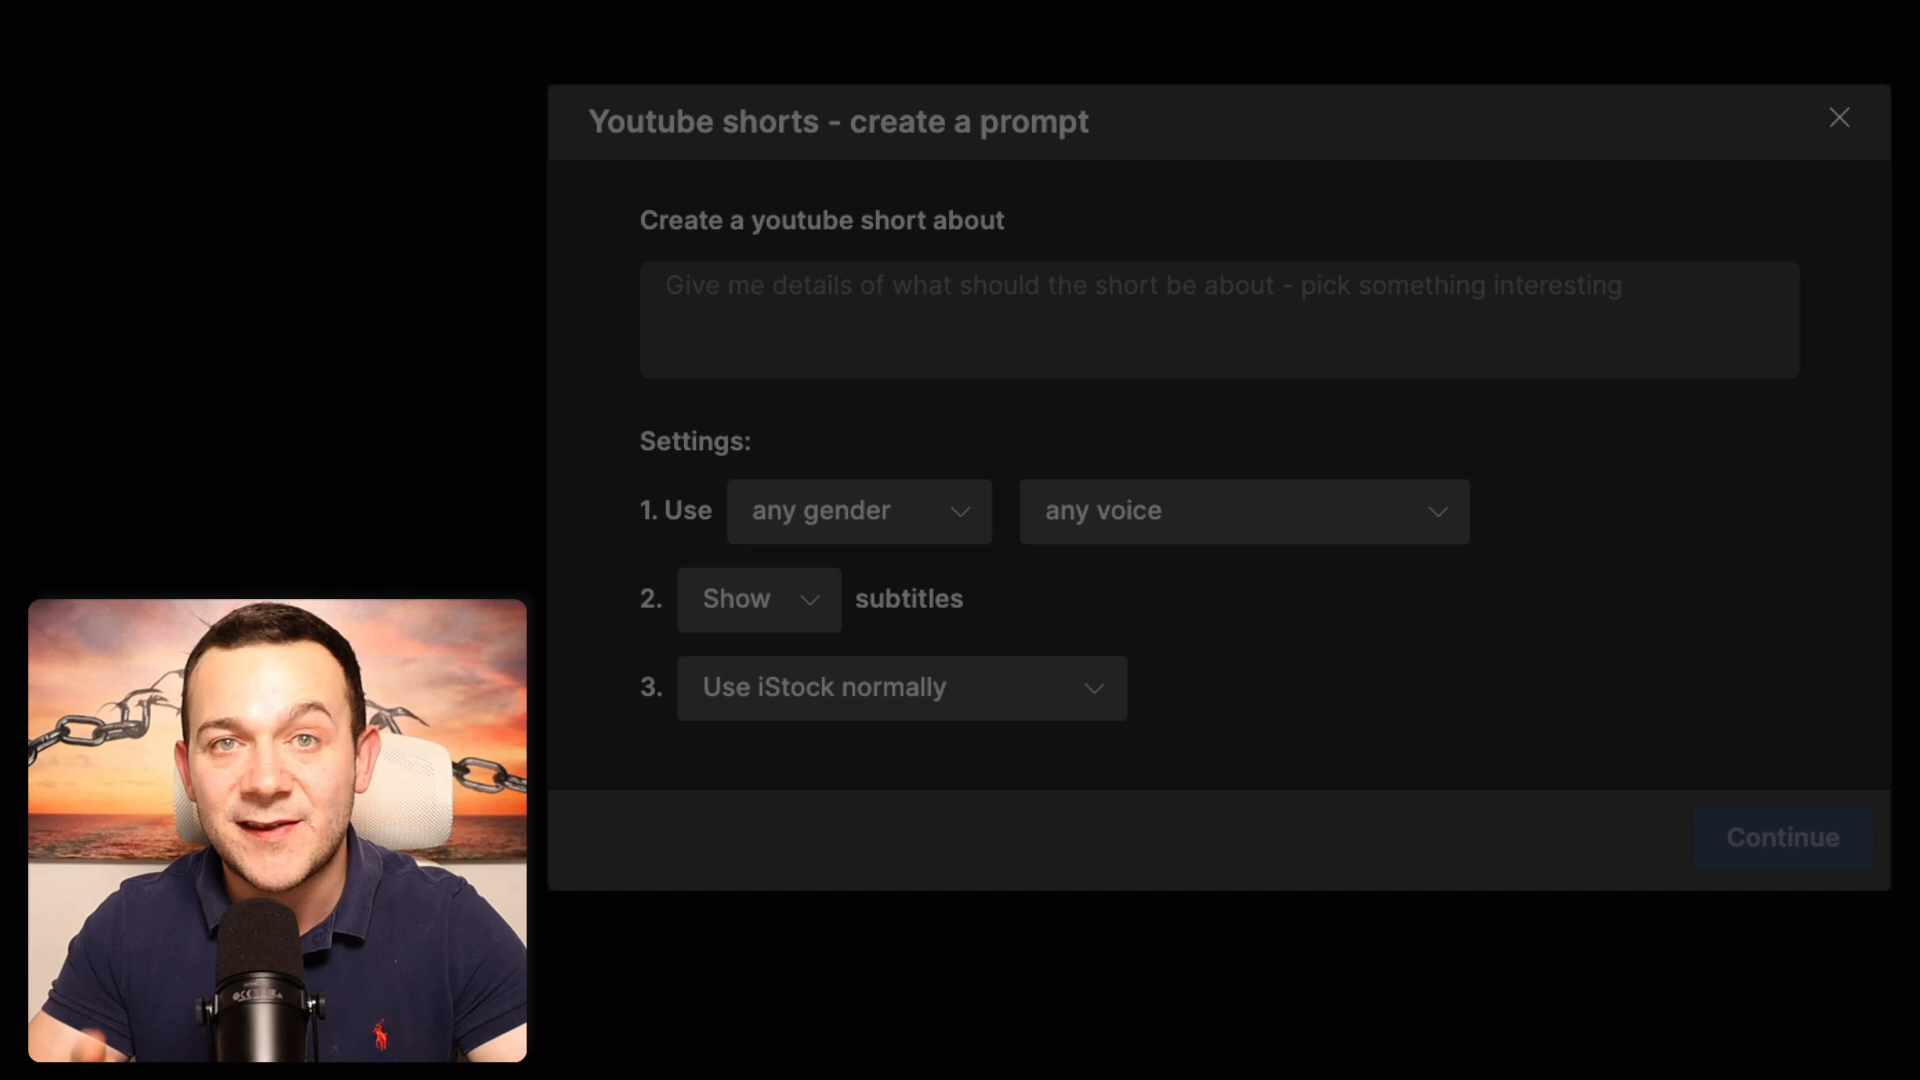 Youtube shorts - create a prompt
Create a youtube short about
Give me details of what should the short be about - pick something interesting
Settings:
1. Use any gender any voice
2. Show subtitles
3. Use iStock normally
Continue